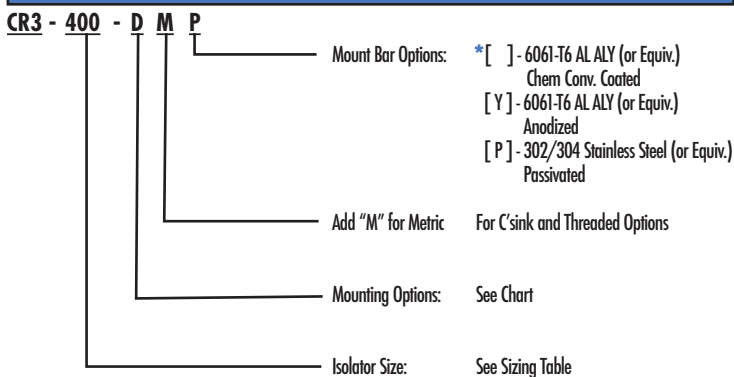 CR3 - 400 - D M P
Mount Bar Options: *[ ] - 6061-T6 AL ALY (or Equiv.)
Chem Conv. Coated
[ Y ] - 6061-T6 AL ALY (or Equiv.)
Anodized
[ P ] - 302/304 Stainless Steel (or Equiv.)
Passivated
Add “M” for Metric For C’sink and Threaded Options
Mounting Options: See Chart
Isolator Size: See Sizing Table